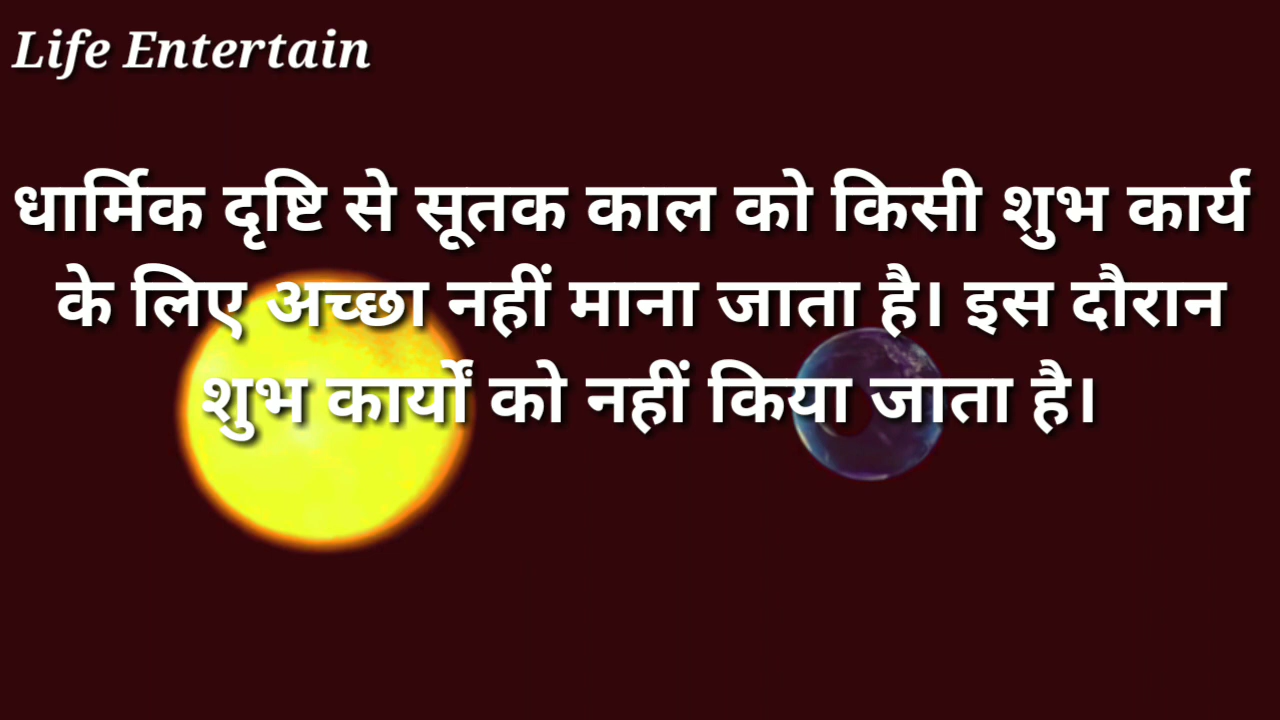 Life Entertain
धार्मिक दृष्टि से सूतक काल को किसी शुभ कार्य
के लिए अच्छा नहीं माना जाता है। इस दौरान
शुभ कार्यों को नहीं किया जाता है।